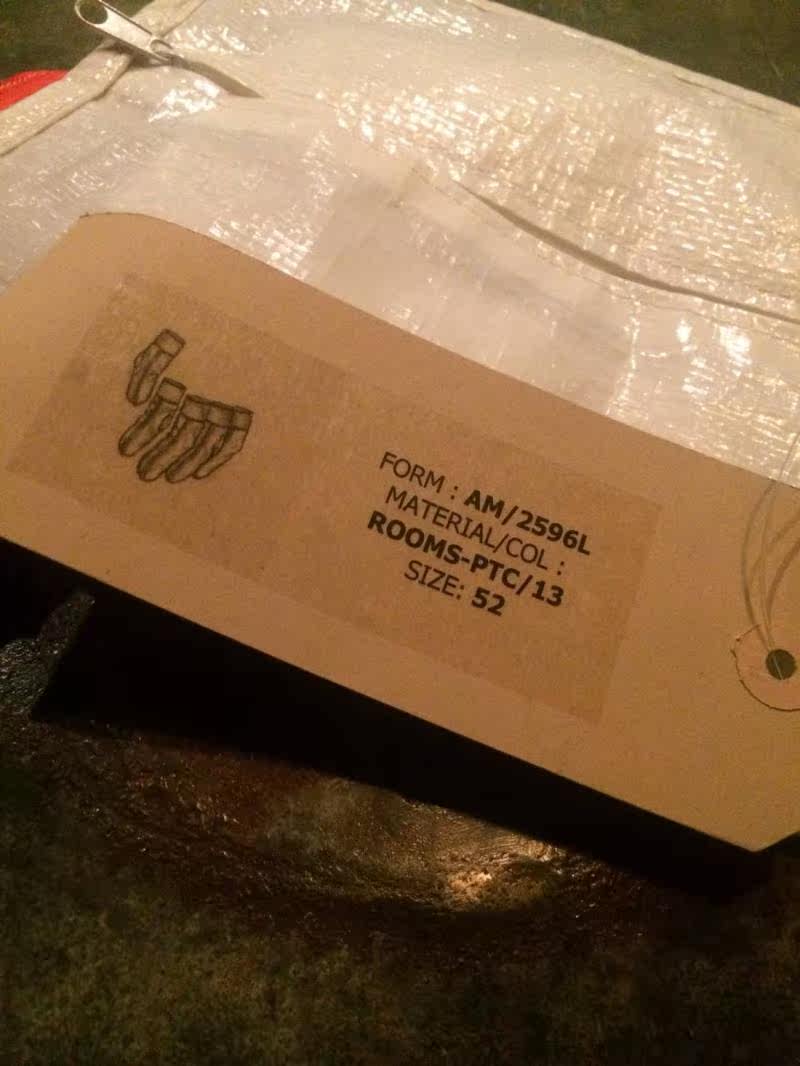 FORM : AM/2596L
MATERIAL/COL :
ROOMS-PTC/13
SIZE: 52